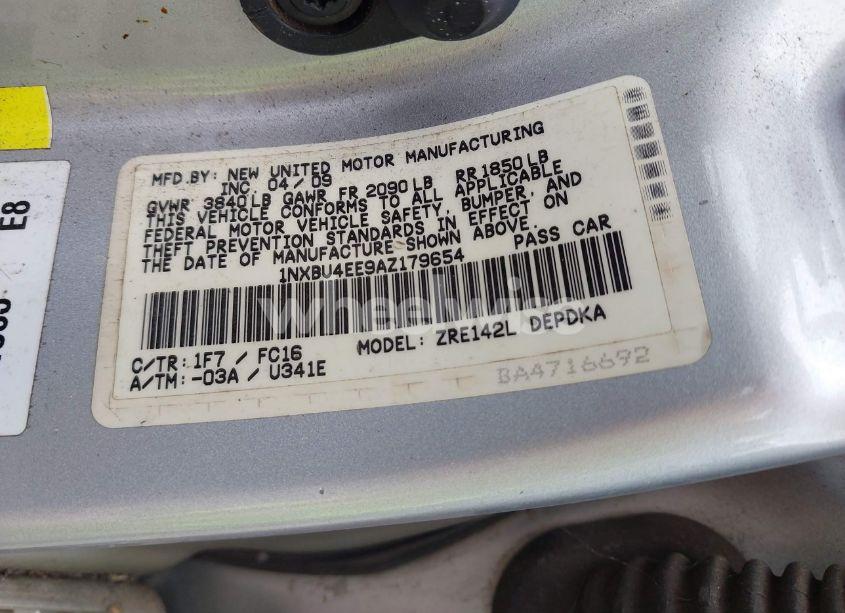 MFD.BY: NEW UNITED MOTOR MANUFACTURING
INC. 04/09
GVWR 3840LB GAWR FR 2090LB RR 1850LB
THIS VEHICLE CONFORMS TO ALL APPLICABLE
FEDERAL MOTOR VEHICLE SAFETY, BUMPER, AND
THEFT PREVENTION STANDARDS IN EFFECT ON
THE DATE OF MANUFACTURE SHOWN ABOVE.
1NXBU4EE9AZ179654 PASS CAR
wheelwise
C/TR: 1F7 / FC16 MODEL: ZRE142L DEPDKA
A/TM: -03A / U341E
BA4716692
E8